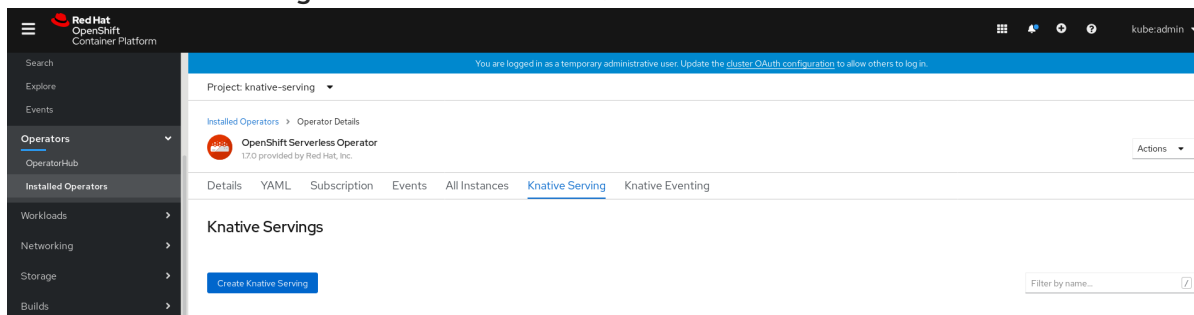 Red Hat
OpenShift
Container Platform
kube:admin
Search
Explore
Events
Operators
OperatorHub
Installed Operators
Workloads
Networking
Storage
Builds
You are logged in as a temporary administrative user. Update the cluster OAuth configuration to allow others to log in.
Project: knative-serving
Installed Operators > Operator Details
OpenShift Serverless Operator
1.7.0 provided by Red Hat, Inc.
Actions
Details YAML Subscription Events All Instances Knative Serving Knative Eventing
Knative Servings
Create Knative Serving
Filter by name... /